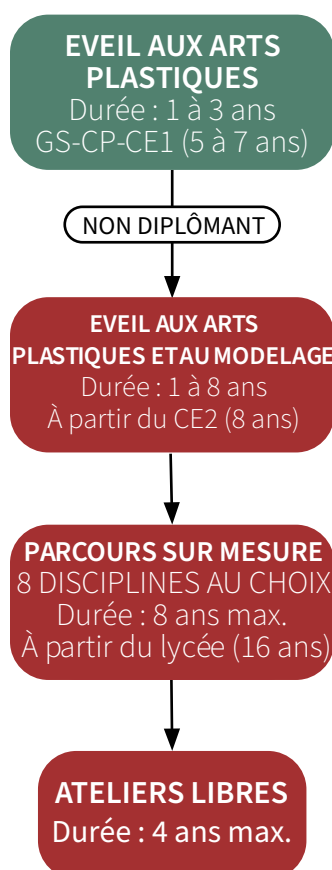 EVEIL AUX ARTS
PLASTIQUES
Durée : 1 à 3 ans
GS-CP-CE1 (5 à 7 ans)
NON DIPLÔMANT
EVEIL AUX ARTS
PLASTIQUES ET AU MODELAGE
Durée : 1 à 8 ans
À partir du CE2 (8 ans)
PARCOURS SUR MESURE
8 DISCIPLINES AU CHOIX
Durée : 8 ans max.
À partir du lycée (16 ans)
ATELIERS LIBRES
Durée : 4 ans max.